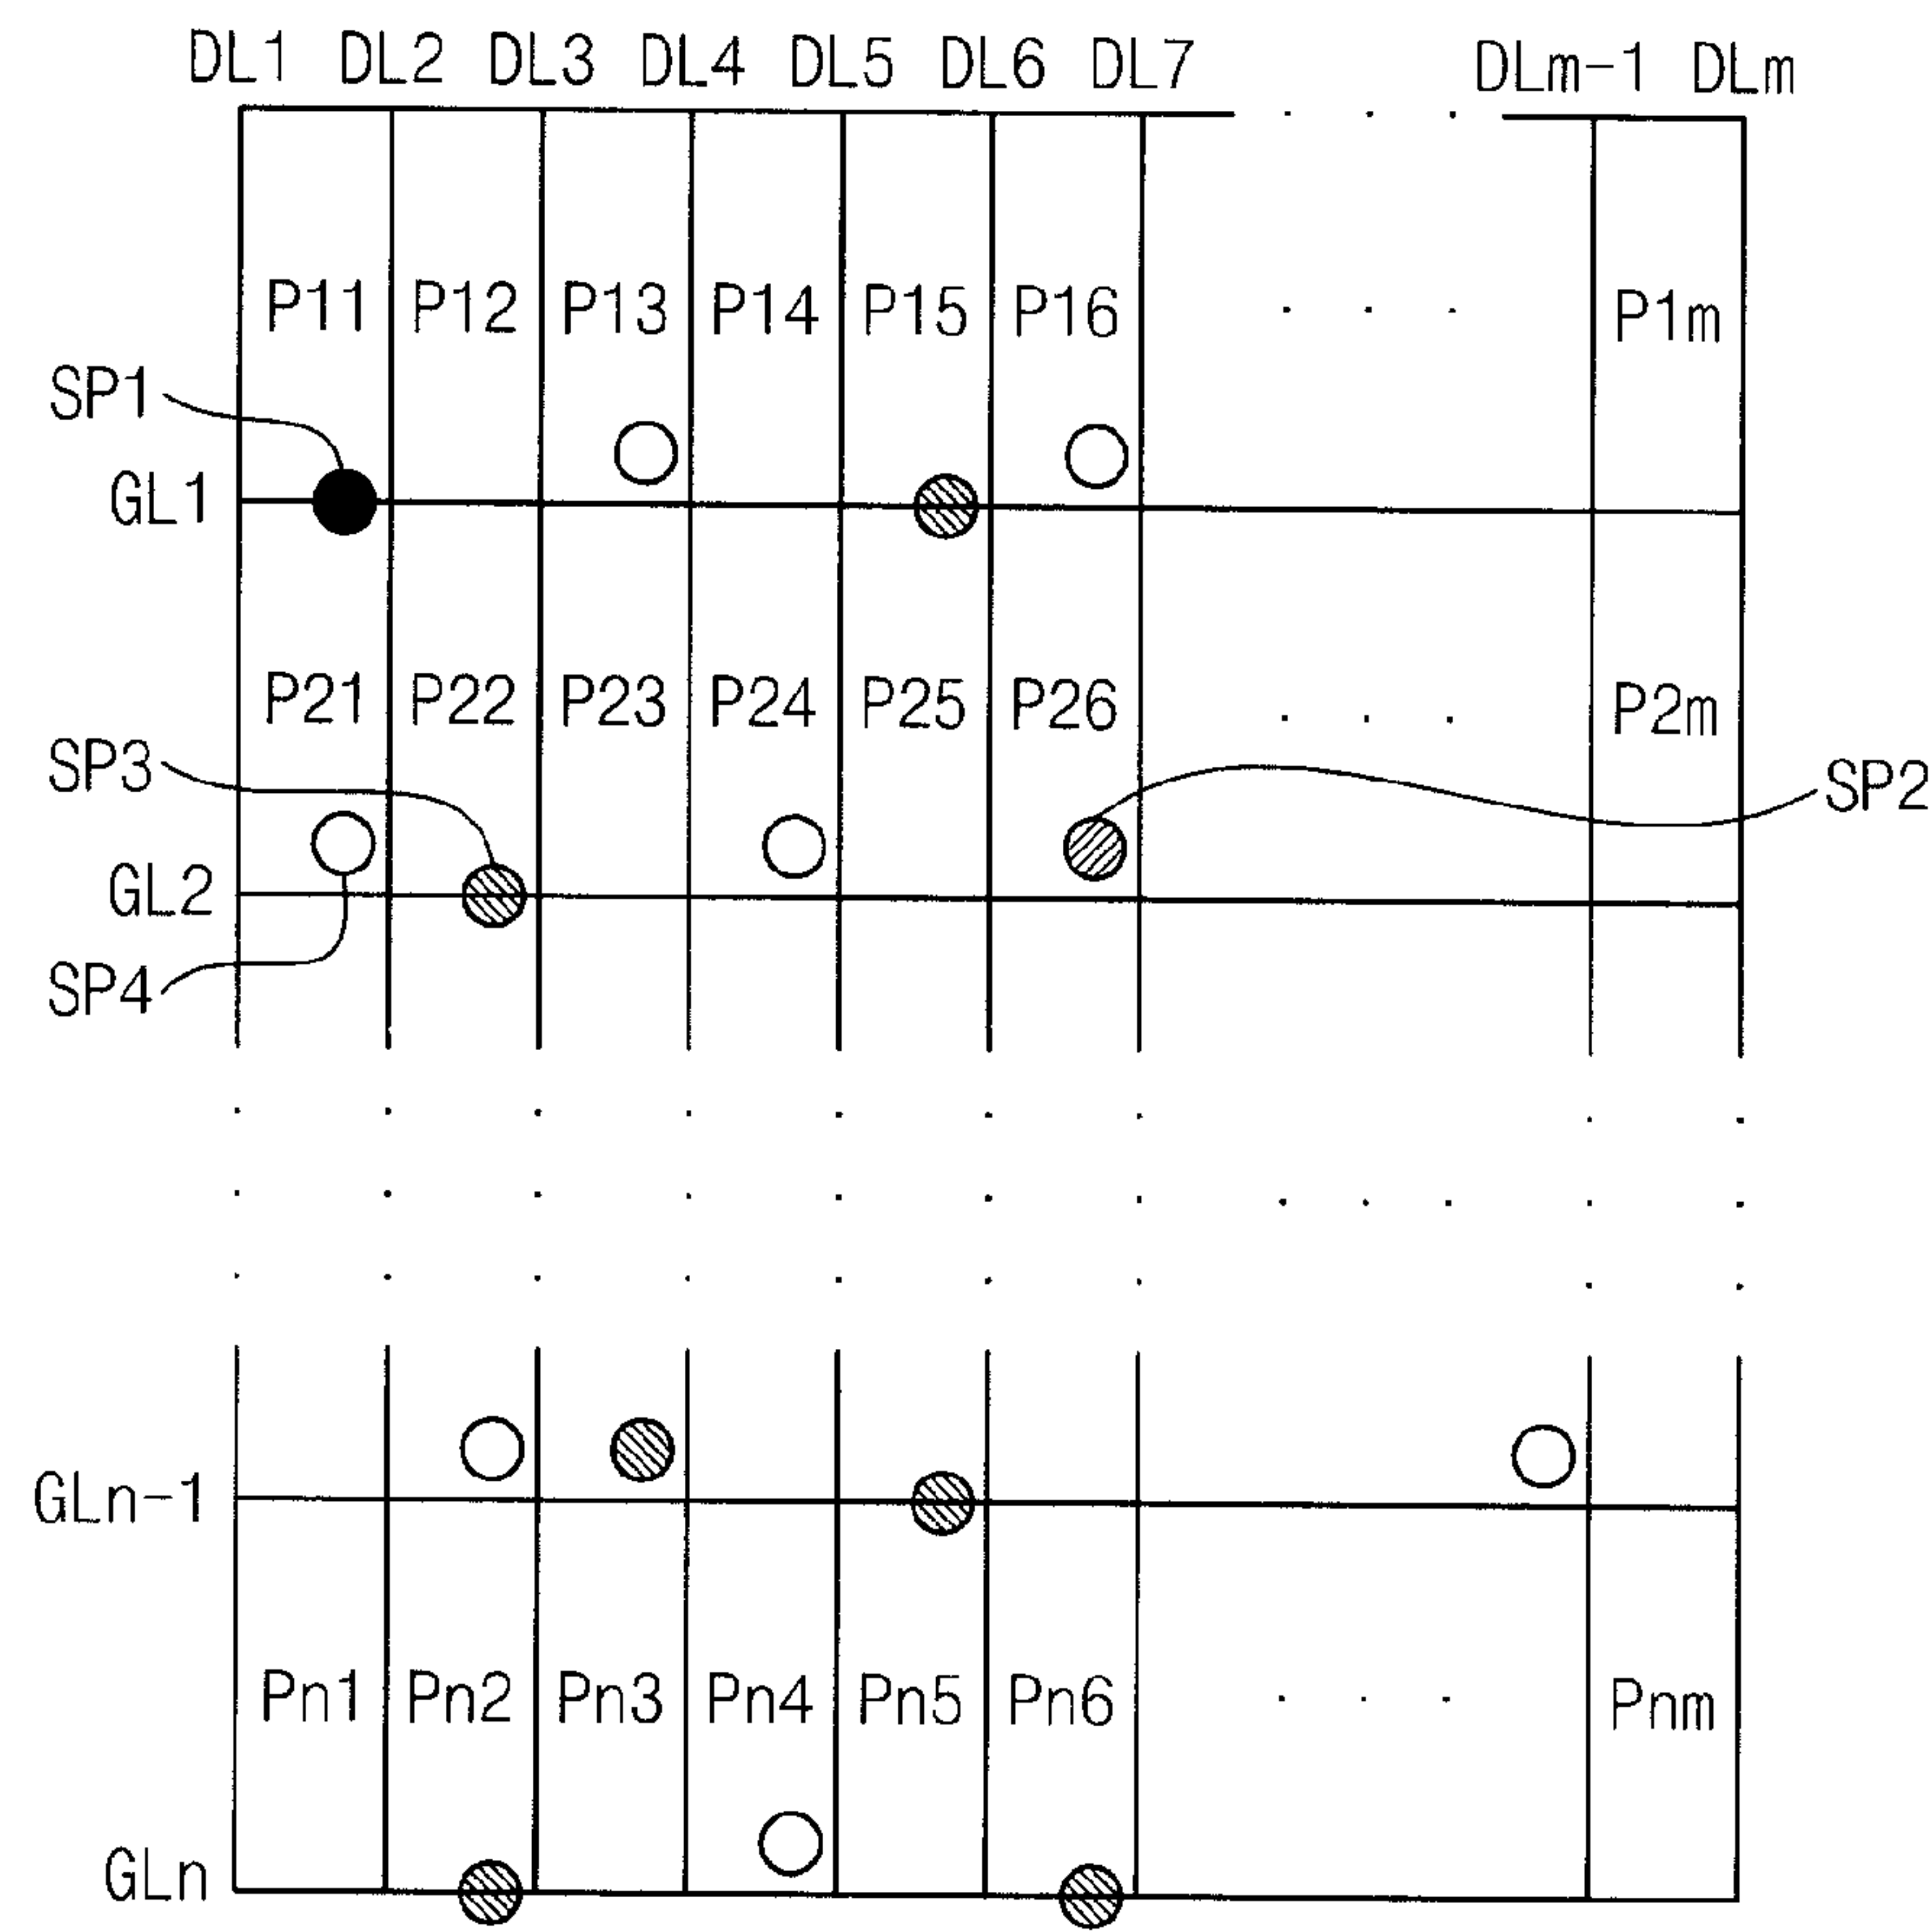 DL1 DL2 DL3 DL4 DL5 DL6 DL7 . . . DLm-1 DLm
P11 P12 P13 P14 P15 P16 . . . P1m
SP1
GL1
P21 P22 P23 P24 P25 P26 . . . P2m
SP3
SP2
GL2
SP4
GLn-1
Pn1 Pn2 Pn3 Pn4 Pn5 Pn6 . . . Pnm
GLn